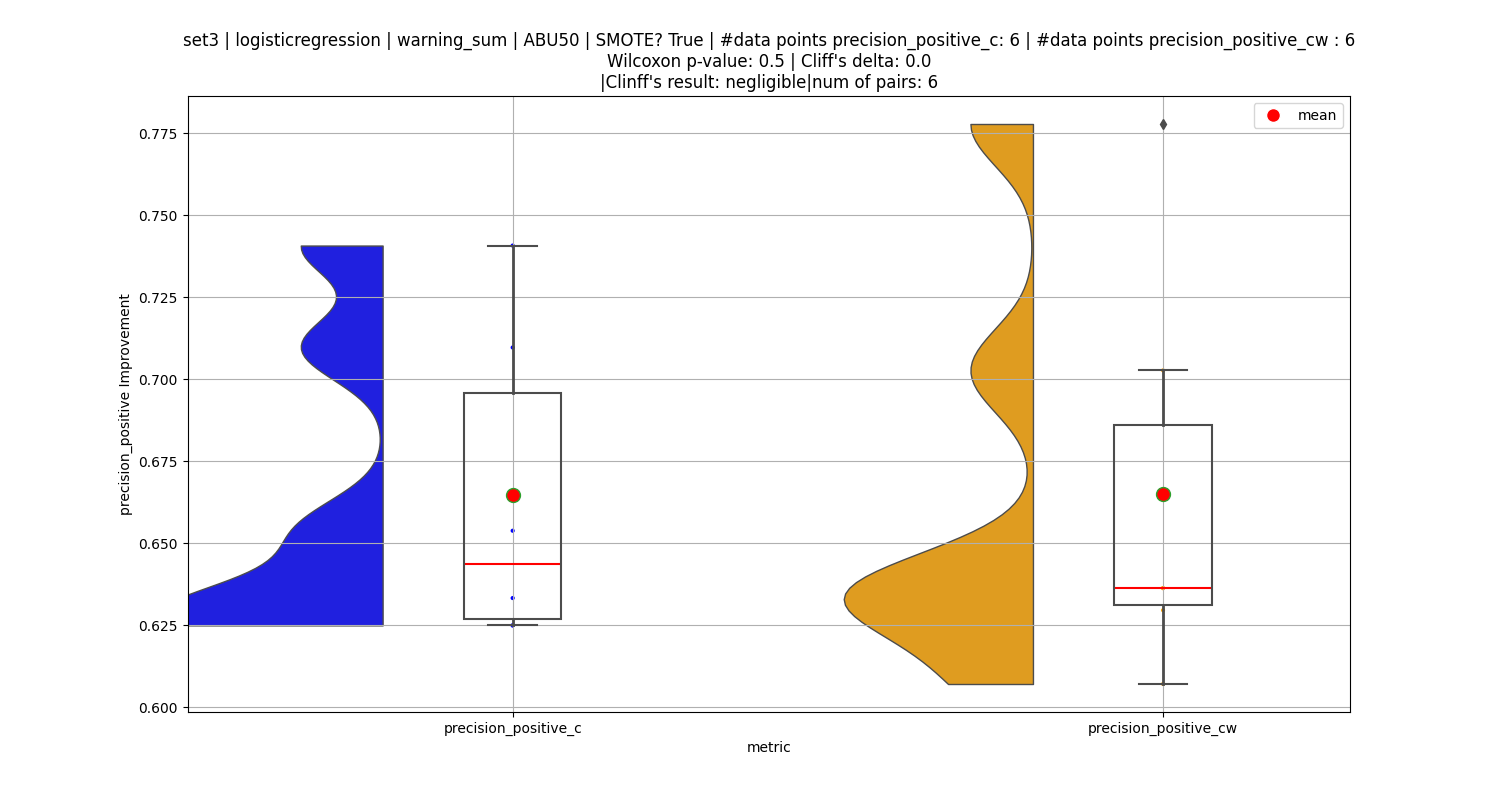 set3 | logisticregression | warning_sum | ABU50 | SMOTE? True | #data points precision_positive_c: 6 | #data points precision_positive_cw : 6
Wilcoxon p-value: 0.5 | Cliff's delta: 0.0
|Clinff's result: negligible|num of pairs: 6
mean
0.775
0.750
0.725
0.700
0.675
0.650
0.625
0.600
precision_positive Improvement
precision_positive_c
precision_positive_cw
metric